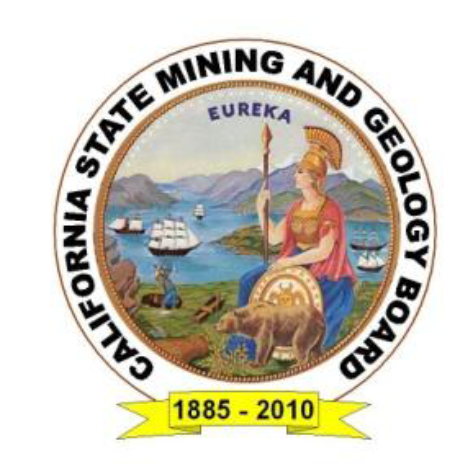 CALIFORNIA STATE MINING AND GEOLOGY BOARD
EUREKA
1885 - 2010